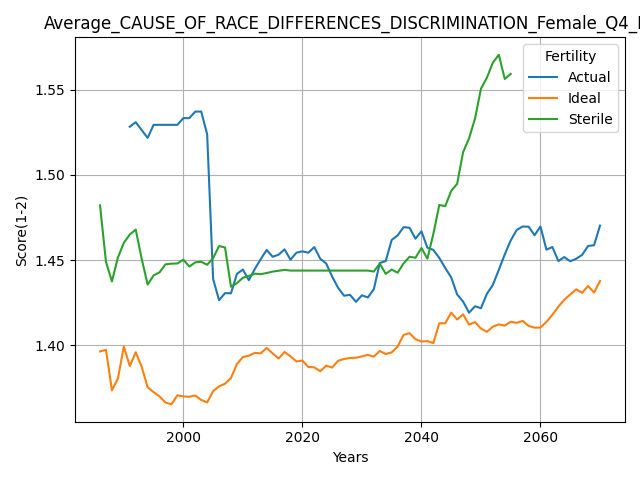 Average_CAUSE_OF_RACE_DIFFERENCES_DISCRIMINATION_Female_Q4_
Fertility
Actual
Ideal
Sterile
Score(1-2)
1.55
1.50
1.45
1.40
2000 2020 2040 2060
Years